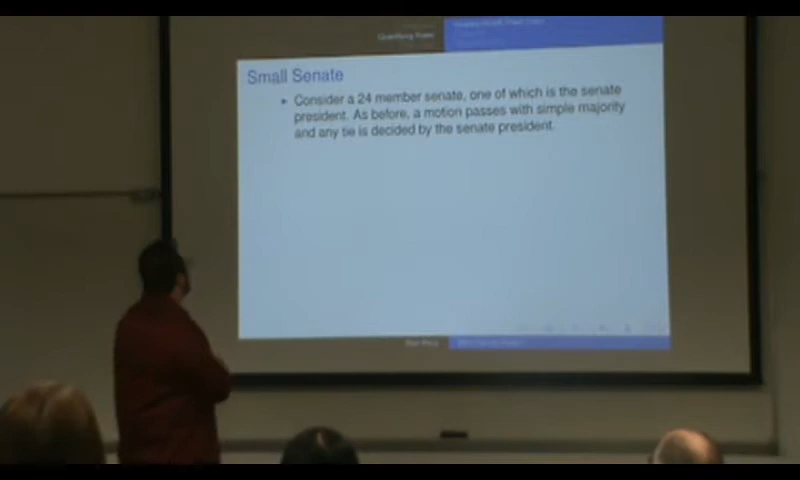 Quantifying Power
Small Senate
Consider a 24 member senate, one of which is the senate
president. As before, a motion passes with simple majority
and any tie is decided by the senate president.